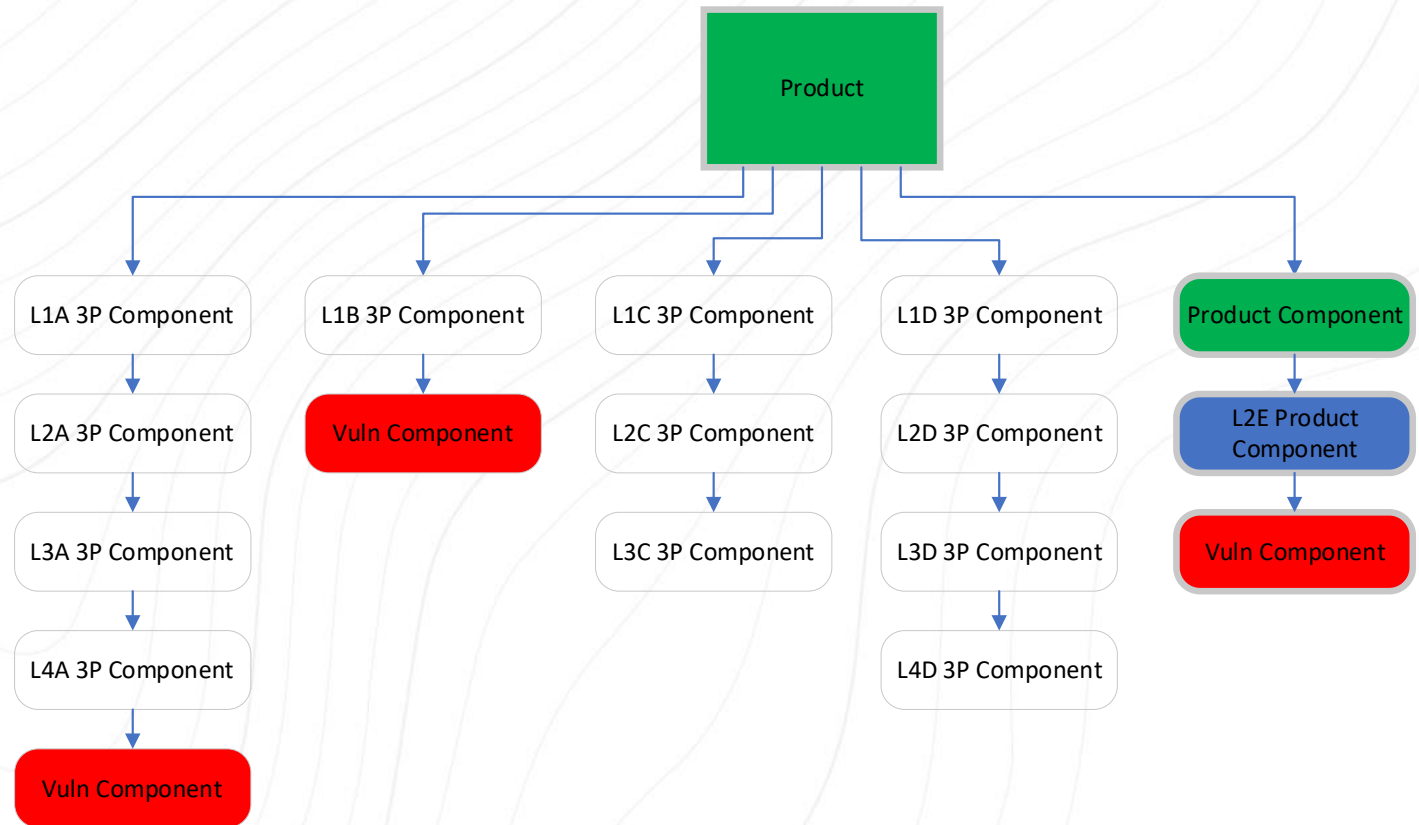 Product
L1A 3P Component
L1B 3P Component
L1C 3P Component
L1D 3P Component
Product Component
L2A 3P Component
Vuln Component
L2C 3P Component
L2D 3P Component
L2E Product
Component
L3A 3P Component
L3C 3P Component
L3D 3P Component
Vuln Component
L4A 3P Component
L4D 3P Component
Vuln Component